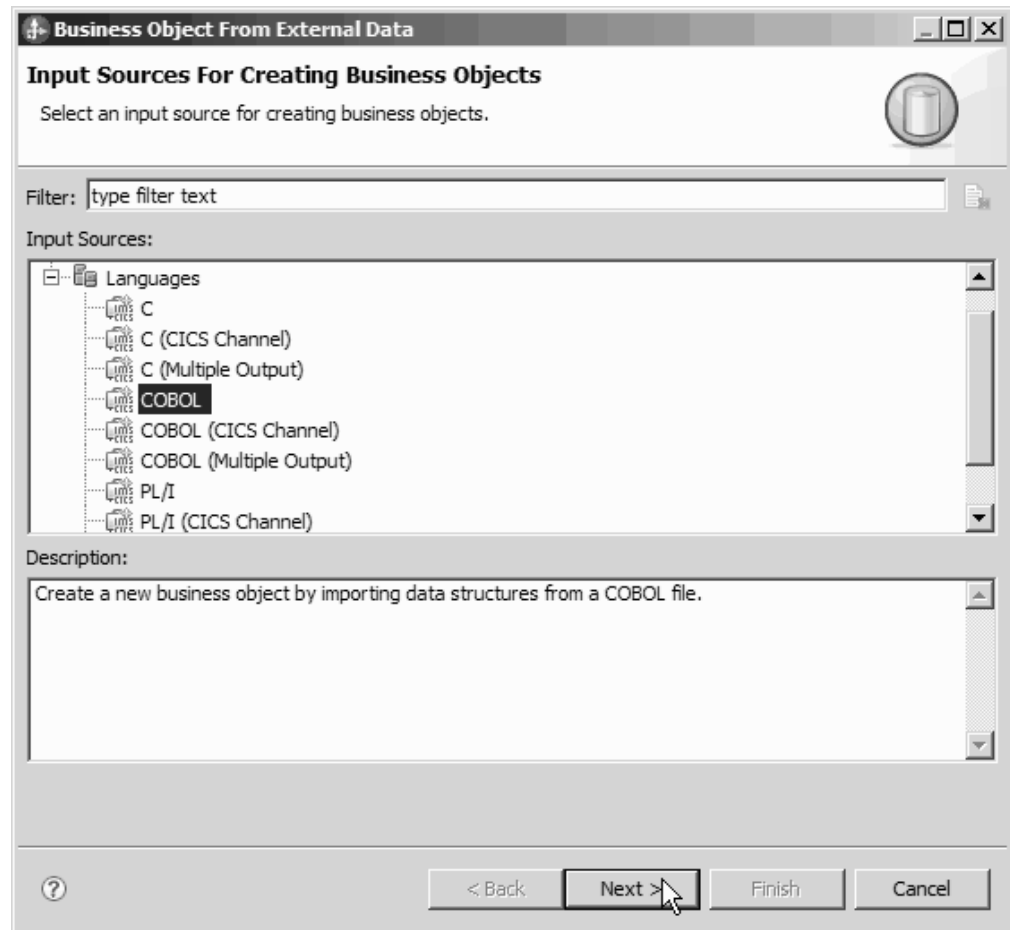 Business Object From External Data
Input Sources For Creating Business Objects
Select an input source for creating business objects.
Filter: type filter text
Input Sources:
Languages
C
C (CICS Channel)
C (Multiple Output)
COBOL
COBOL (CICS Channel)
COBOL (Multiple Output)
PL/I
PL/I (CICS Channel)
Description:
Create a new business object by importing data structures from a COBOL file.
< Back Next > Finish Cancel